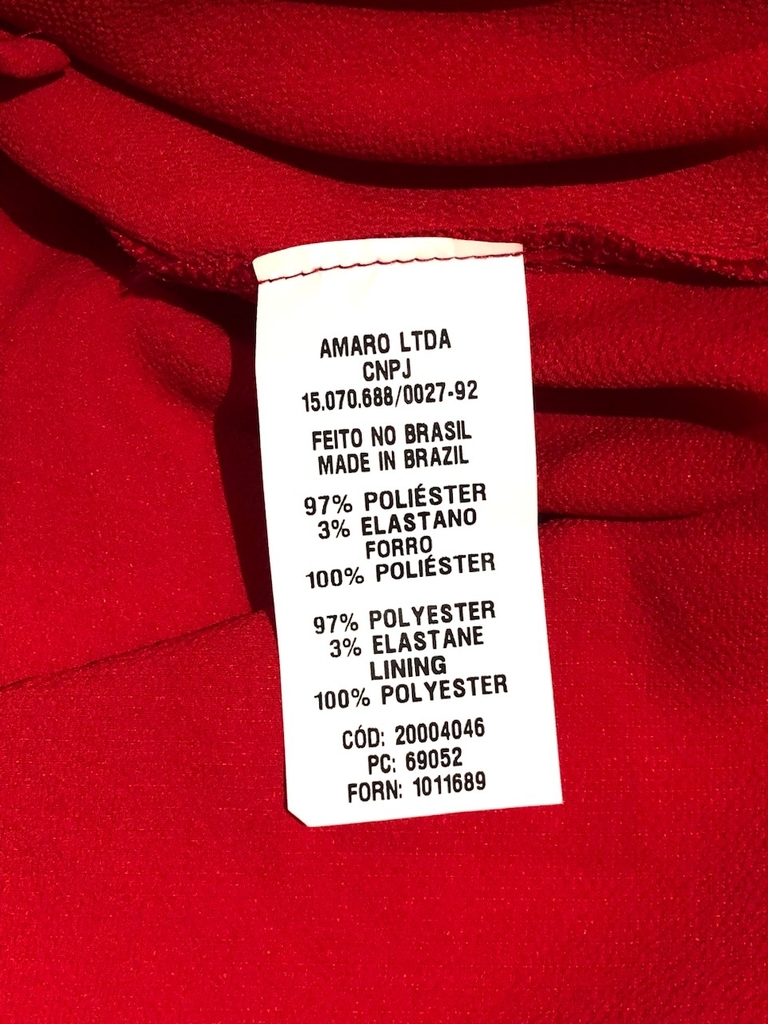 AMARO LTDA
CNPJ
15.070.688/0027-92
FEITO NO BRASIL
MADE IN BRAZIL
97% POLIÉSTER
3% ELASTANO
FORRO
100% POLIÉSTER
97% POLYESTER
3% ELASTANE
LINING
100% POLYESTER
CÓD: 20004046
PC: 69052
FORN: 1011689